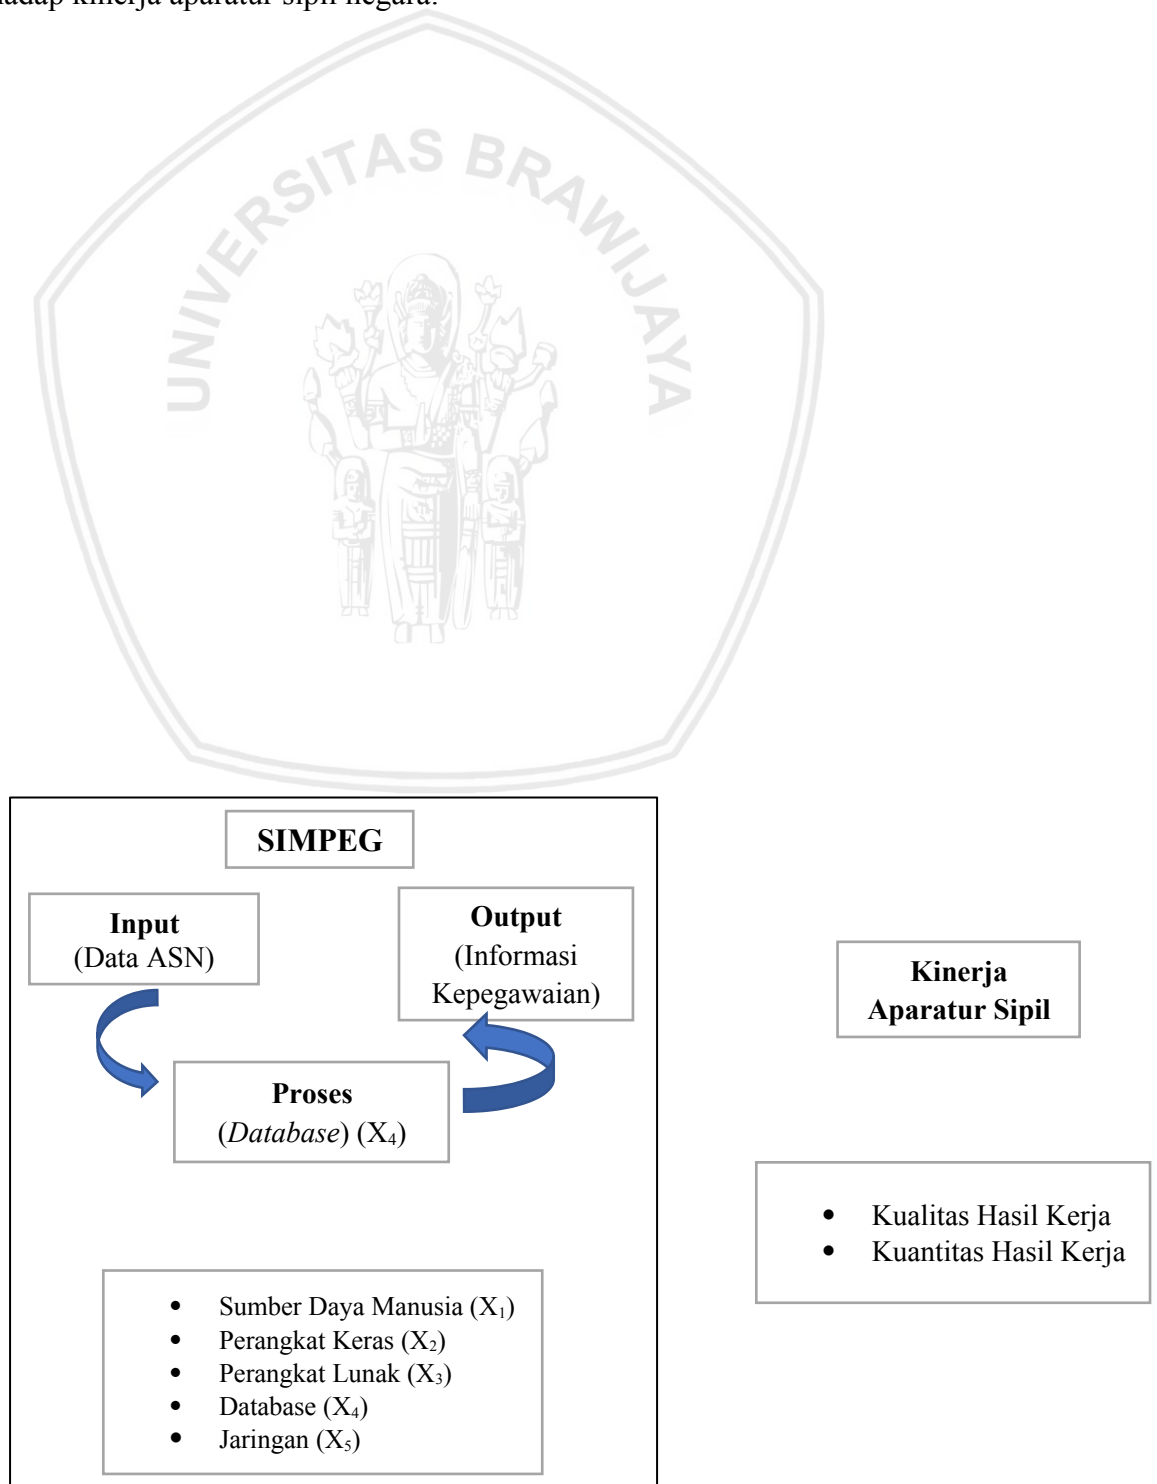 kinerja aparatur sipil negara.
UNIVERSITAS BRAWIJAYA
SIMPEG
Input
(Data ASN)
Output
(Informasi
Kepegawaian)
Proses
(Database) (X₄)
Sumber Daya Manusia (X₁)
Perangkat Keras (X₂)
Perangkat Lunak (X₃)
Database (X₄)
Jaringan (X₅)
Kinerja
Aparatur Sipil
Kualitas Hasil Kerja
Kuantitas Hasil Kerja